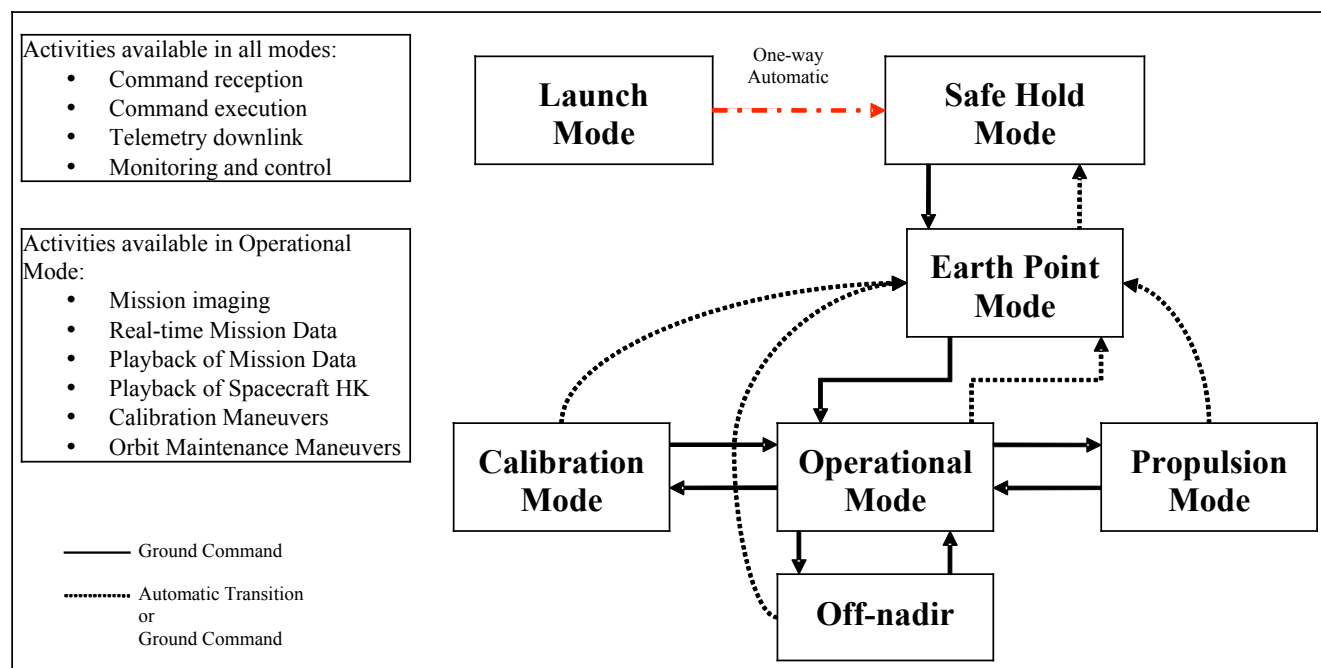 Activities available in all modes:
• Command reception
• Command execution
• Telemetry downlink
• Monitoring and control
Activities available in Operational
Mode:
• Mission imaging
• Real-time Mission Data
• Playback of Mission Data
• Playback of Spacecraft HK
• Calibration Maneuvers
• Orbit Maintenance Maneuvers
Ground Command
Automatic Transition
or
Ground Command
Launch
Mode
One-way
Automatic
Safe Hold
Mode
Earth Point
Mode
Calibration
Mode
Operational
Mode
Propulsion
Mode
Off-nadir